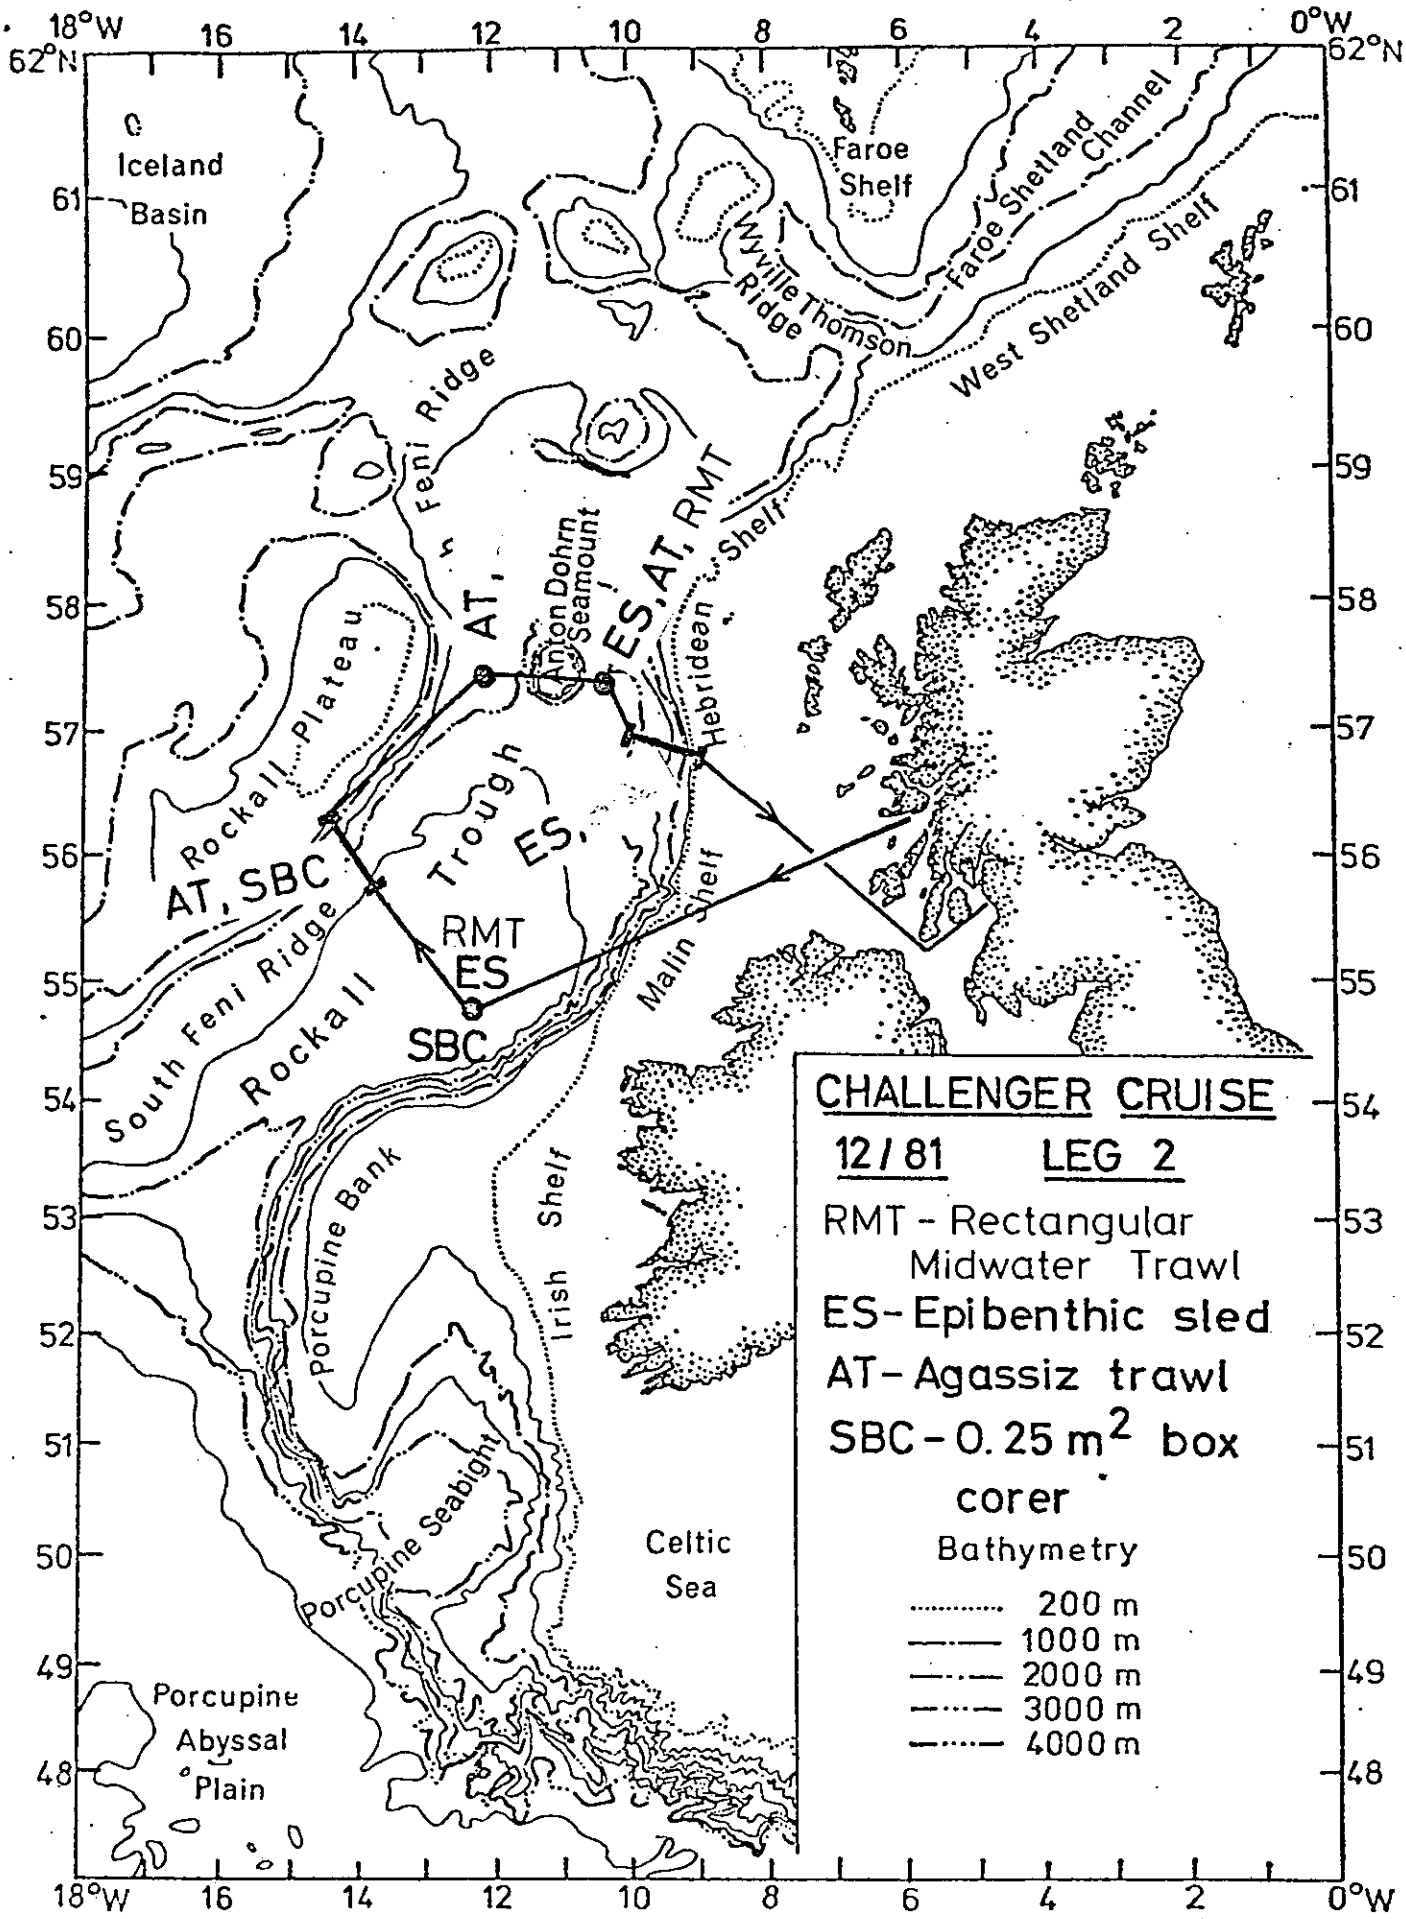 18°W 16 14 12 10 8 6 4 2 0°W
62°N 62°N
Iceland
Basin
Faroe
Shelf
Faroe Shetland
Channel
61 61
Wyville Thomson
Ridge
West Shetland Shelf
60 60
Feni Ridge
59 59
Feni
AT,
Anton Dohrn
Seamount
ES, AT, RMT
Hebridean Shelf
58 58
Rockall Plateau
57 57
Trough
ES,
56 56
AT, SBC
RMT
ES
SBC
Malin Shelf
55 55
South Feni Ridge
Rockall
54 54
Porcupine Bank
Irish Shelf
53 53
52 52
51 51
Porcupine Seabight
Celtic
Sea
50 50
49 49
Porcupine
Abyssal
Plain
48 48
18°W 16 14 12 10 8 6 4 2 0°W
CHALLENGER CRUISE
12/81 LEG 2
RMT - Rectangular
Midwater Trawl
ES - Epibenthic sled
AT - Agassiz trawl
SBC - 0.25 m² box
corer
Bathymetry
200 m
1000 m
2000 m
3000 m
4000 m